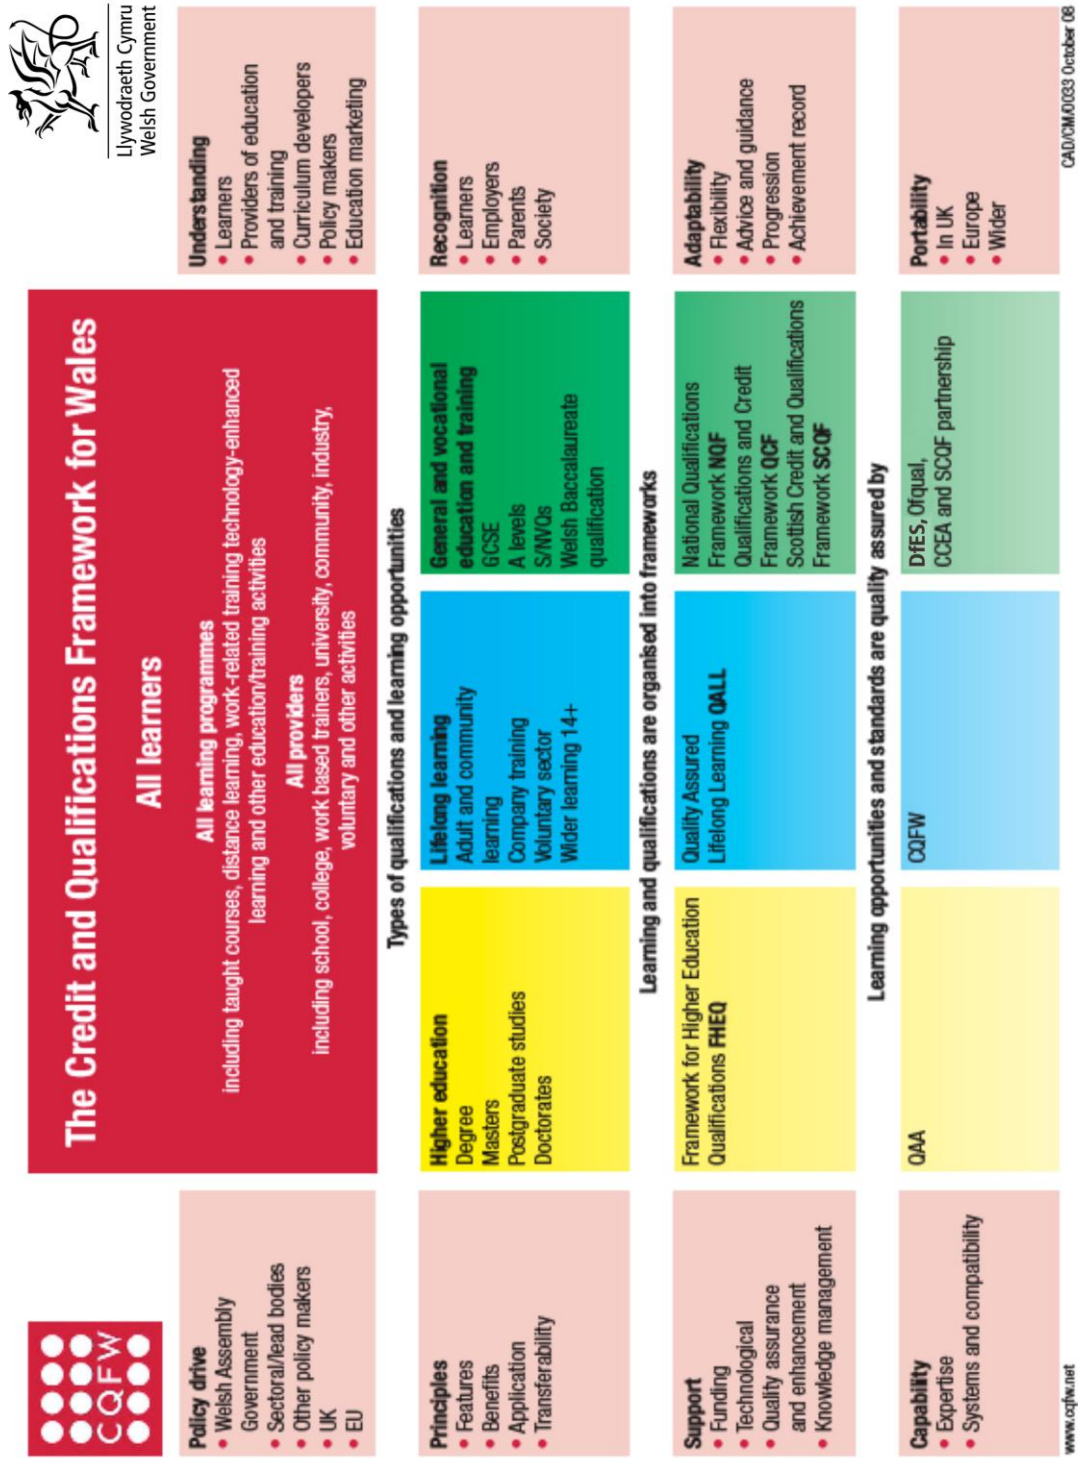 CQFW
The Credit and Qualifications Framework for Wales
All learners
All learning programmes
including taught courses, distance learning, work-related training technology-enhanced
learning and other education/training activities
All providers
including school, college, work based trainers, university, community, industry,
voluntary and other activities
Llywodraeth Cymru
Welsh Government
Policy drive
• Welsh Assembly
Government
• Sectoral/lead bodies
• Other policy makers
• UK
• EU
Understanding
• Learners
• Providers of education
and training
• Curriculum developers
• Policy makers
• Education marketing
Types of qualifications and learning opportunities
Principles
• Features
• Benefits
• Application
• Transferability
Higher education
Degree
Masters
Postgraduate studies
Doctorates
Lifelong learning
Adult and community
learning
Company training
Voluntary sector
Wider learning 14+
General and vocational
education and training
GCSE
A levels
S/NVQs
Welsh Baccalaureate
qualification
Recognition
• Learners
• Employers
• Parents
• Society
Learning and qualifications are organised into frameworks
Support
• Funding
• Technological
• Quality assurance
and enhancement
• Knowledge management
Framework for Higher Education
Qualifications FHEQ
Quality Assured
Lifelong Learning QALL
National Qualifications
Framework NQF
Qualifications and Credit
Framework QCF
Scottish Credit and Qualifications
Framework SCQF
Adaptability
• Flexibility
• Advice and guidance
• Progression
• Achievement record
Learning opportunities and standards are quality assured by
Capability
• Expertise
• Systems and compatibility
QAA
CQFW
DfES, Ofqual,
CCEA and SCQF partnership
Portability
• In UK
• Europe
• Wider
www.cqfw.net
CAD/CM/0033 October 08